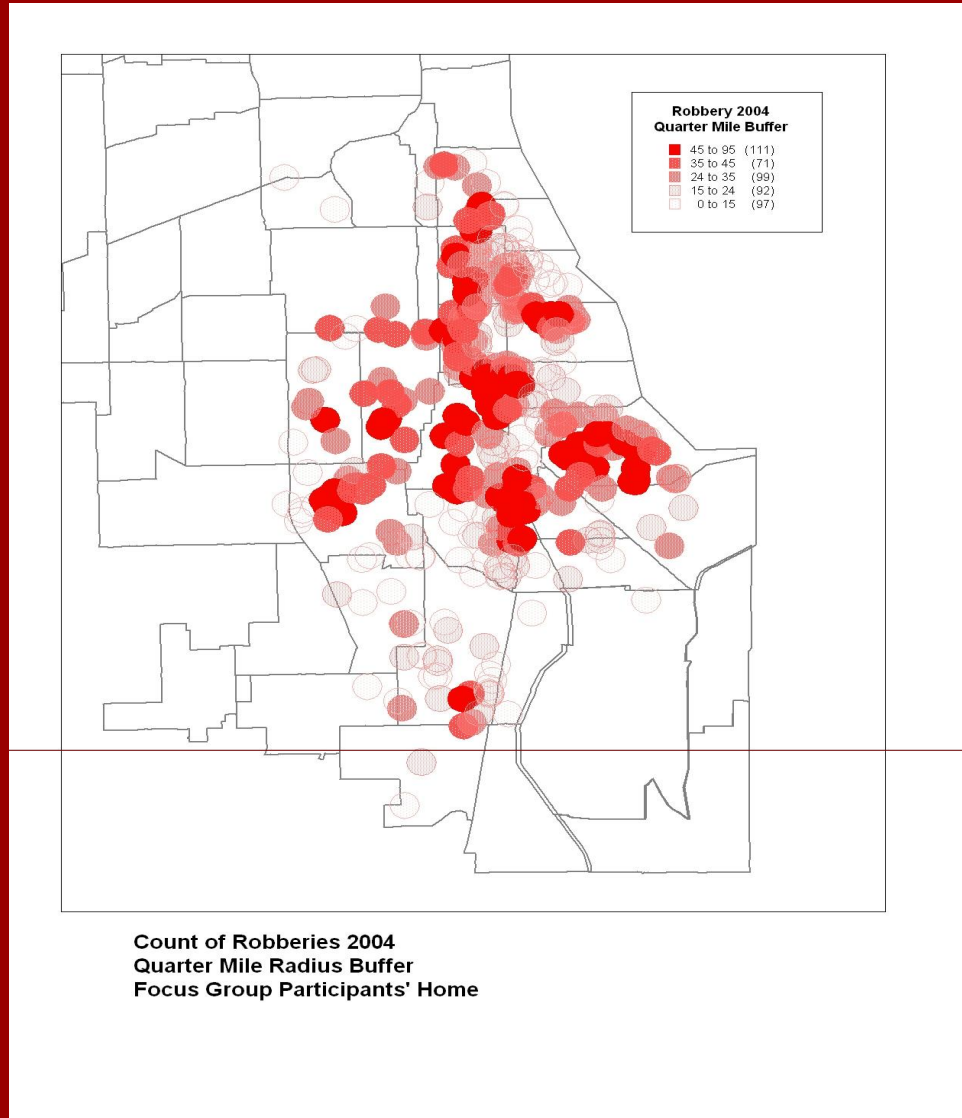 Robbery 2004
Quarter Mile Buffer
45 to 95 (111)
35 to 45 (71)
24 to 35 (99)
15 to 24 (92)
0 to 15 (97)
Count of Robberies 2004
Quarter Mile Radius Buffer
Focus Group Participants' Home